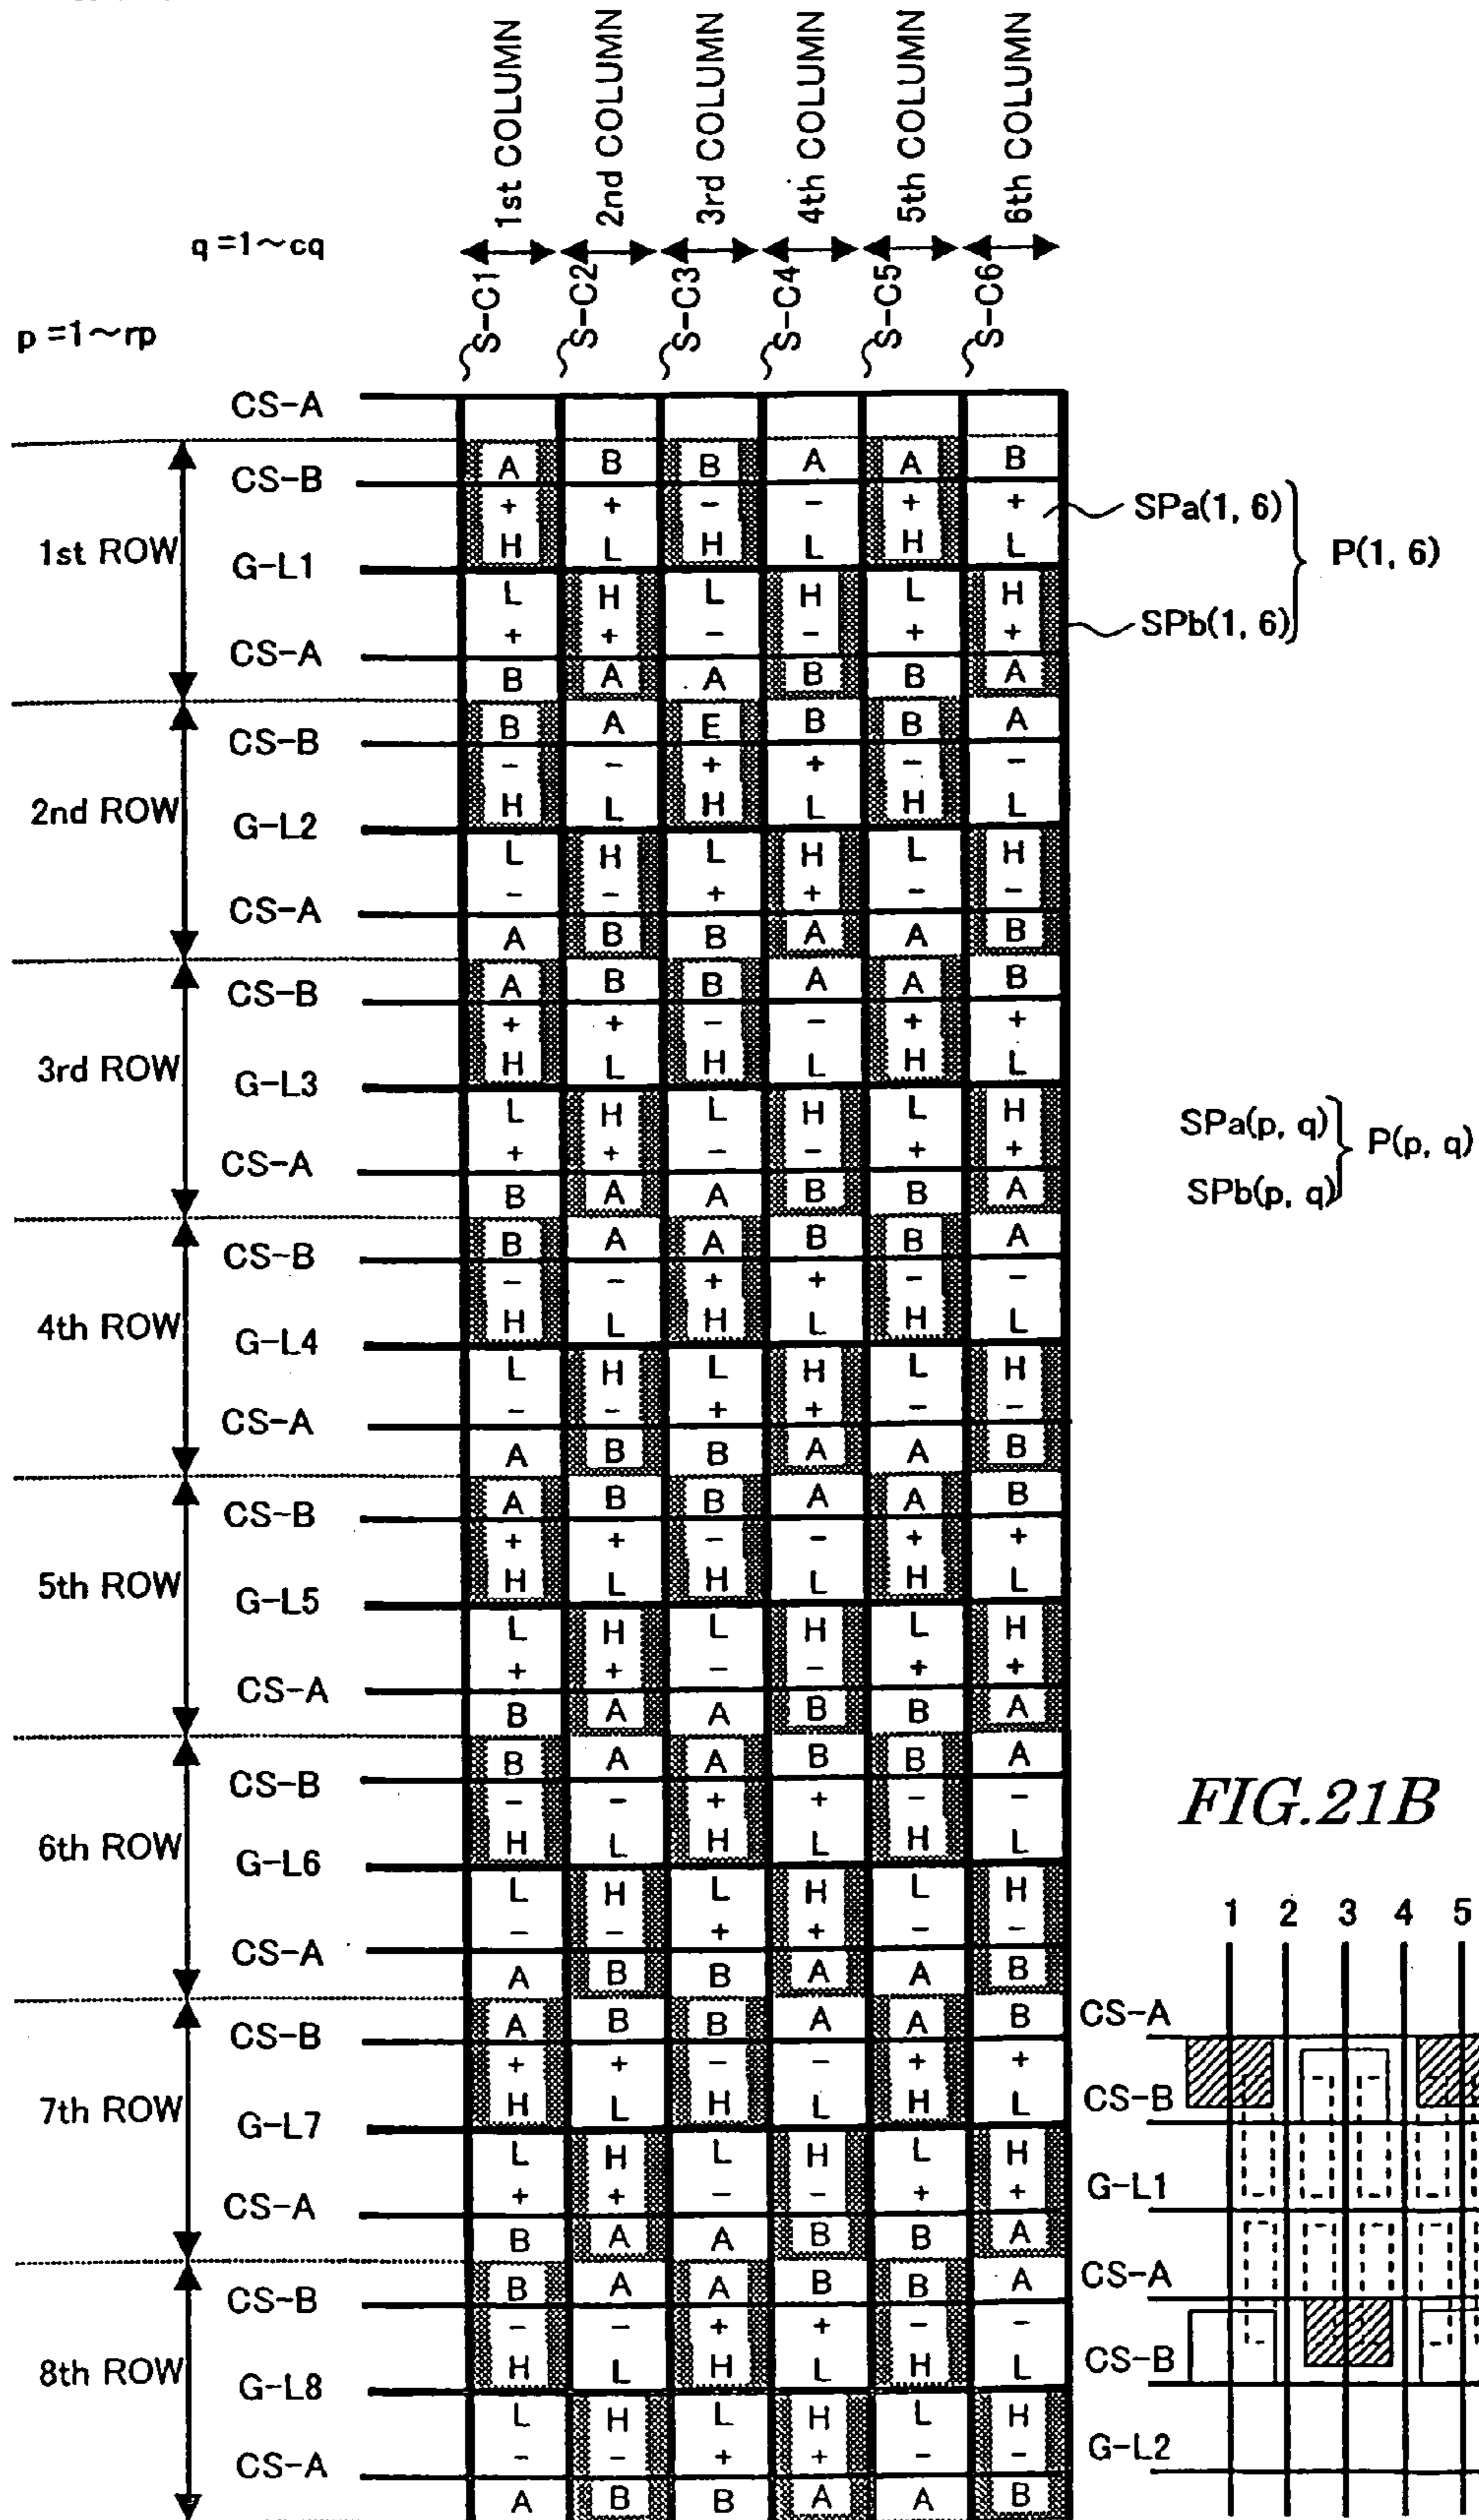 1st COLUMN 2nd COLUMN 3rd COLUMN 4th COLUMN 5th COLUMN 6th COLUMN
q =1~cq
S-C1 S-C2 S-C3 S-C4 S-C5 S-C6
p =1~rp
CS-A
A B B A A B
CS-B
+ + - - + + SPa(1, 6)
1st ROW H L H L H L P(1, 6)
G-L1
L H L H L H
+ + - - + + SPb(1, 6)
CS-A
B A A B B A
B A E B B A
CS-B
- - + + - -
2nd ROW H L H L H L
G-L2
L H L H L H
- - + + - -
CS-A
A B B A A B
A B B A A B
CS-B
+ + - - + +
3rd ROW H L H L H L
G-L3
L H L H L H SPa(p, q)
+ + - - + + P(p, q)
CS-A
B A A B B A SPb(p, q)
B A A B B A
CS-B
- - + + - -
4th ROW H L H L H L
G-L4
L H L H L H
- - + + - -
CS-A
A B B A A B
A B B A A B
CS-B
+ + - - + +
5th ROW H L H L H L
G-L5
L H L H L H
+ + - - + +
CS-A
B A A B B A
B A A B B A
CS-B
- - + + - -
6th ROW H L H L H L
G-L6
L H L H L H
- - + + - -
CS-A
A B B A A B
A B B A A B
CS-B
+ + - - + +
7th ROW H L H L H L
G-L7
L H L H L H
+ + - - + +
CS-A
B A A B B A
B A A B B A
CS-B
- - + + - -
8th ROW H L H L H L
G-L8
L H L H L H
- - + + - -
CS-A
A B B A A B
FIG.21B
1 2 3 4 5
CS-A
CS-B
G-L1
CS-A
CS-B
G-L2